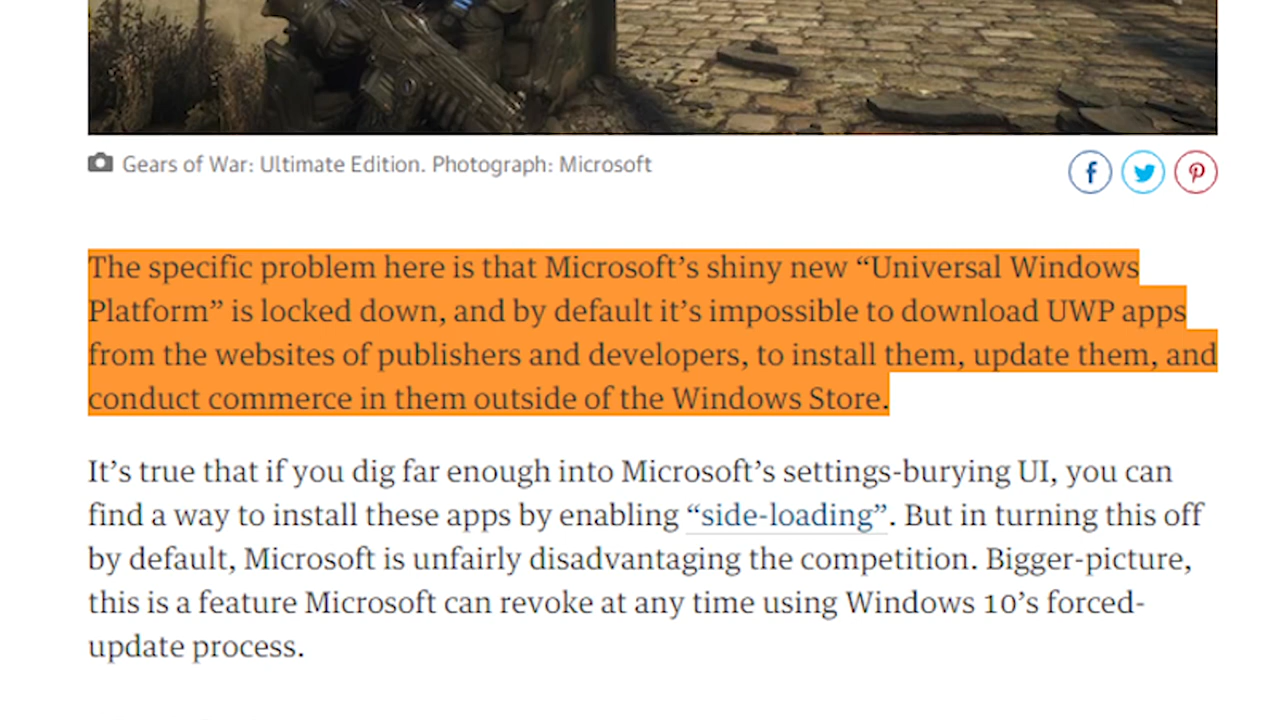 Gears of War: Ultimate Edition. Photograph: Microsoft
The specific problem here is that Microsoft’s shiny new “Universal Windows
Platform” is locked down, and by default it’s impossible to download UWP apps
from the websites of publishers and developers, to install them, update them, and
conduct commerce in them outside of the Windows Store.
It’s true that if you dig far enough into Microsoft’s settings-burying UI, you can
find a way to install these apps by enabling “side-loading”. But in turning this off
by default, Microsoft is unfairly disadvantaging the competition. Bigger-picture,
this is a feature Microsoft can revoke at any time using Windows 10’s forced-
update process.